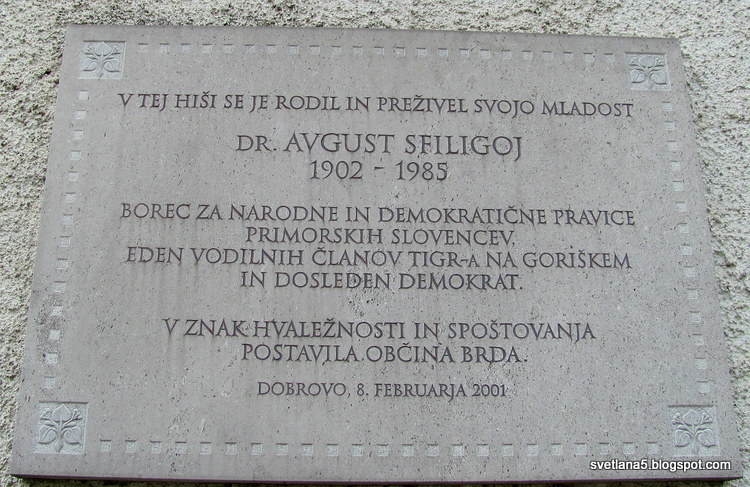 V TEJ HIŠI SE JE RODIL IN PREŽIVEL SVOJO MLADOST
DR. AVGUST SFILIGOJ
1902 - 1985
BOREC ZA NARODNE IN DEMOKRATIČNE PRAVICE
PRIMORSKIH SLOVENCEV,
EDEN VODILNIH ČLANOV TIGR-A NA GORIŠKEM
IN DOSLEDEN DEMOKRAT.
V ZNAK HVALEŽNOSTI IN SPOŠTOVANJA
POSTAVILA OBČINA BRDA.
DOBROVO, 8. FEBRUARJA 2001
svetlana5.blogspot.com